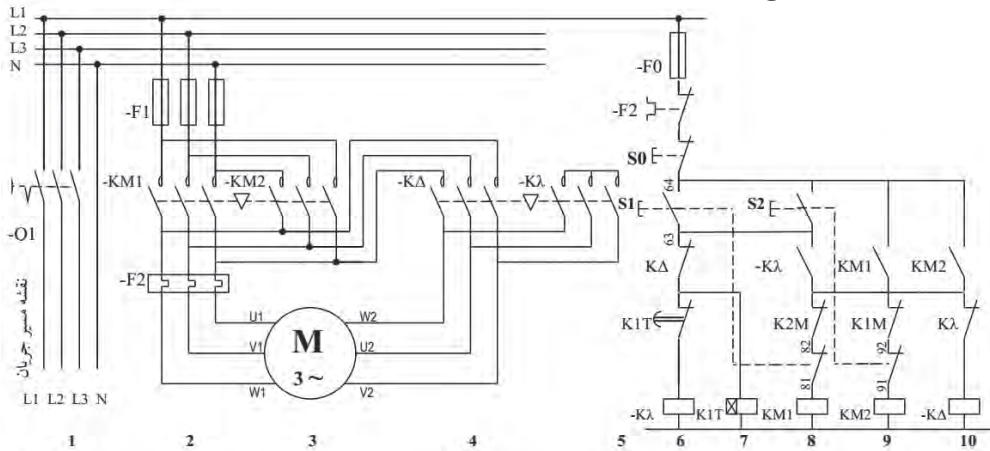 L1
L2
L3
N
-F1
-KM1
-KM2
-KΔ
-Kλ
-Q1
نقشه مسیر جریان
-F2
U1
V1
W1
M
3~
W2
U2
V2
L1 L2 L3 N
-F0
-F2
S0
64
S1
S2
63
KΔ
-Kλ
KM1
KM2
K1T
K2M
K1M
Kλ
82
92
81
91
-Kλ
K1T
KM1
KM2
-KΔ
1 2 3 4 5 6 7 8 9 10